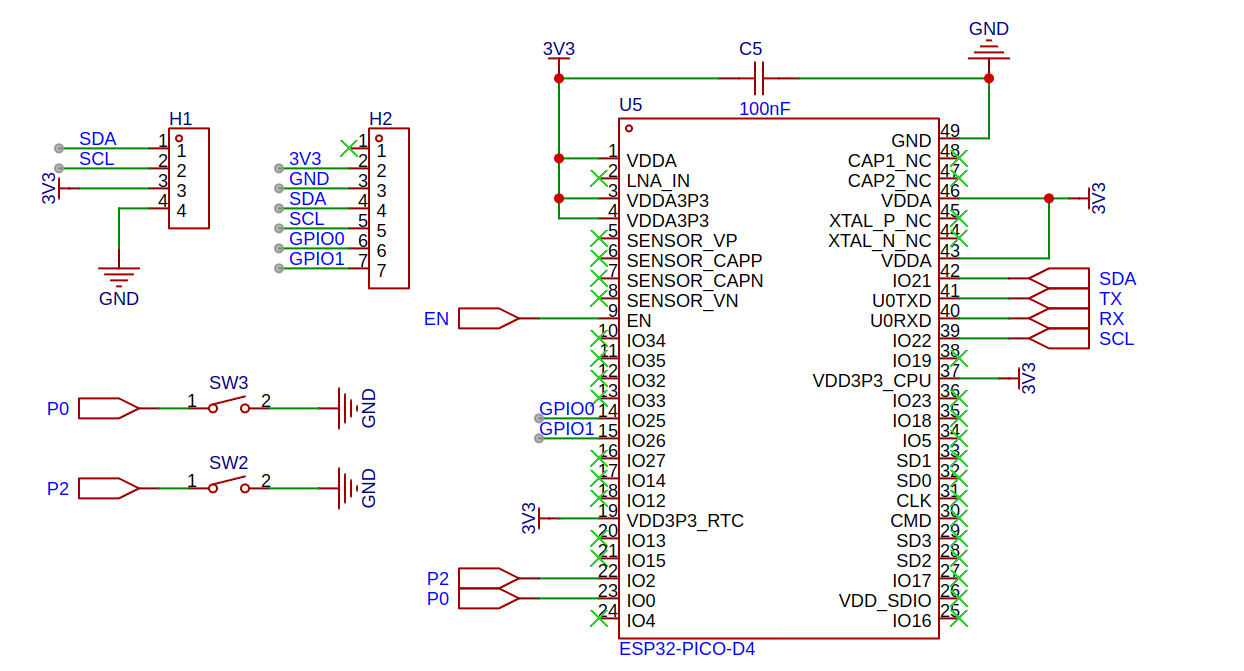 GND
3V3
C5
100nF
H1
SDA 1 1
SCL 2 2
3V3 3 3
4 4
GND
H2
1 1
3V3 2 2
GND 3 3
SDA 4 4
SCL 5 5
GPIO0 6 6
GPIO1 7 7
P0
SW3
1 2
GND
P2
SW2
1 2
GND
U5
1 VDDA
2 LNA_IN
3 VDDA3P3
4 VDDA3P3
5 SENSOR_VP
6 SENSOR_CAPP
7 SENSOR_CAPN
8 SENSOR_VN
EN 9 EN
10 IO34
11 IO35
12 IO32
13 IO33
GPIO0 14 IO25
GPIO1 15 IO26
16 IO27
17 IO14
18 IO12
3V3 19 VDD3P3_RTC
20 IO13
21 IO15
P2 22 IO2
P0 23 IO0
24 IO4
GND 49
CAP1_NC 48
CAP2_NC 47
VDDA 46 3V3
XTAL_P_NC 45
XTAL_N_NC 44
VDDA 43
IO21 42 SDA
U0TXD 41 TX
U0RXD 40 RX
IO22 39 SCL
IO19 38
VDD3P3_CPU 37 3V3
IO23 36
IO18 35
IO5 34
SD1 33
SD0 32
CLK 31
CMD 30
SD3 29
SD2 28
IO17 27
VDD_SDIO 26
IO16 25
ESP32-PICO-D4